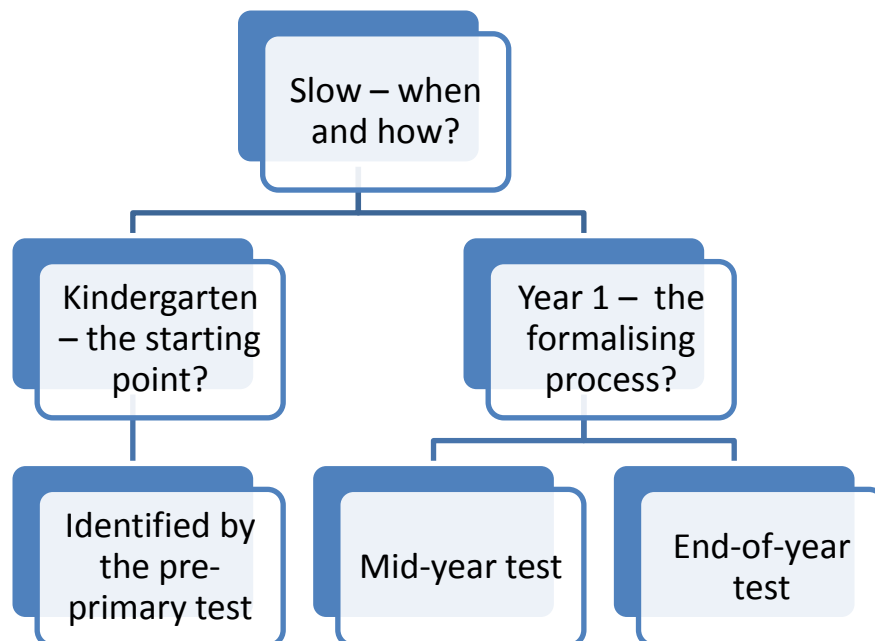 Slow – when
and how?
Kindergarten
– the starting
point?
Year 1 –  the
formalising
process?
Identified by
the pre-
primary test
Mid-year test
End-of-year
test